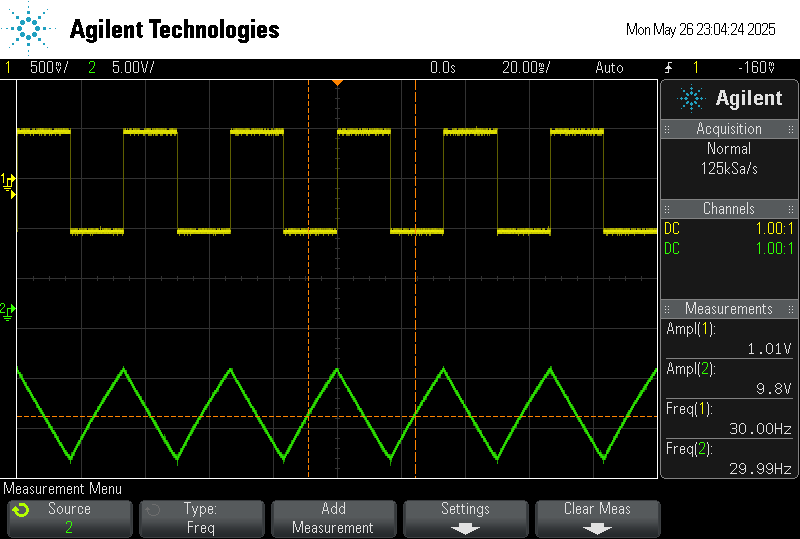 Agilent Technologies
Mon May 26 23:04:24 2025
1 500mV/ 2 5.00V/ 0.0s 20.00ms/ Auto 1 -160mV
Agilent
Acquisition
Normal
125kSa/s
Channels
DC 1.00:1
DC 1.00:1
Measurements
Ampl(1):
1.01V
Ampl(2):
9.8V
Freq(1):
30.00Hz
Freq(2):
29.99Hz
1
2
Measurement Menu
Source
2
Type:
Freq
Add
Measurement
Settings
Clear Meas